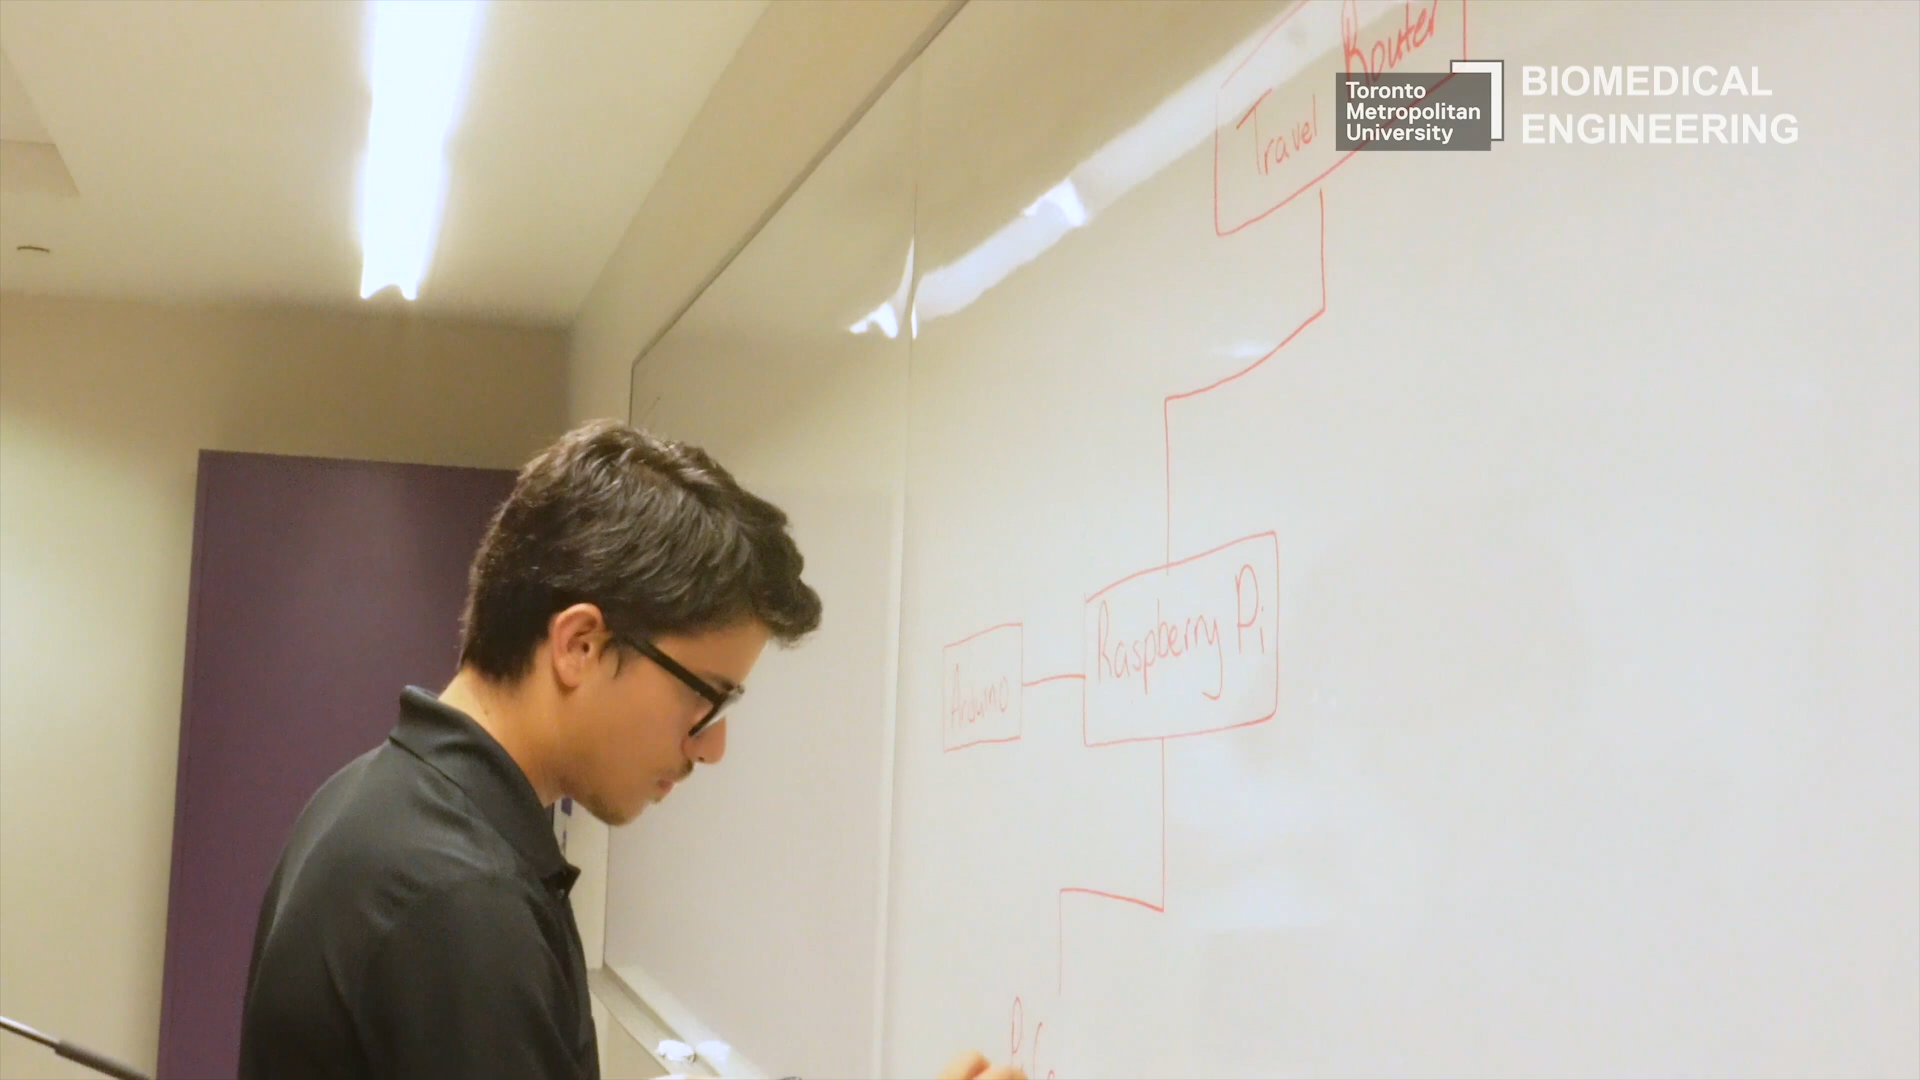 Travel Router
Toronto
Metropolitan
University
BIOMEDICAL
ENGINEERING
Arduino
Raspberry Pi